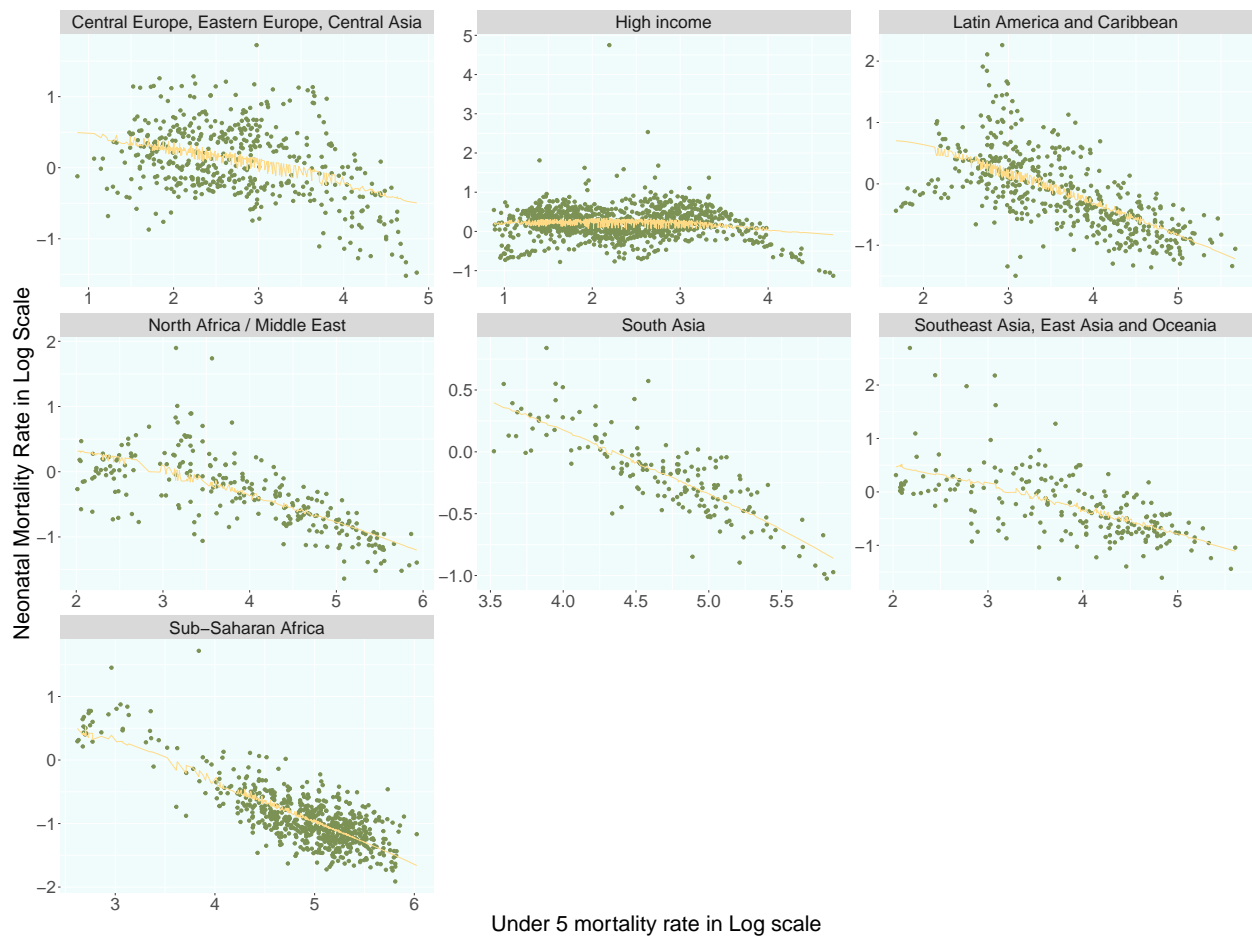 Central Europe, Eastern Europe, Central Asia
High income
Latin America and Caribbean
1
0
−1
1 2 3 4 5
5
4
3
2
1
0
−1
1 2 3 4
2
1
0
−1
2 3 4 5
North Africa / Middle East
South Asia
Southeast Asia, East Asia and Oceania
2
1
0
−1
2 3 4 5 6
0.5
0.0
−0.5
−1.0
3.5 4.0 4.5 5.0 5.5
2
1
0
−1
2 3 4 5
Sub−Saharan Africa
1
0
−1
−2
3 4 5 6
Neonatal Mortality Rate in Log Scale
Under 5 mortality rate in Log scale